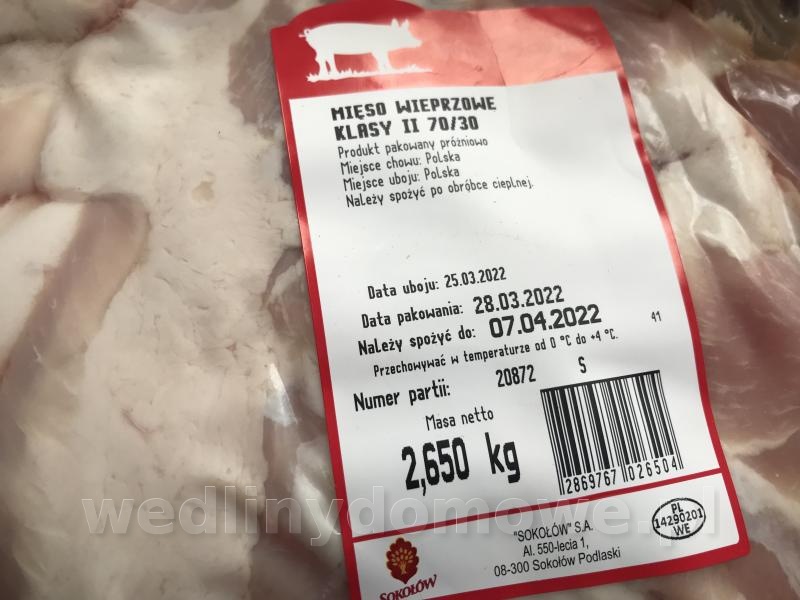 MIĘSO WIEPRZOWE
KLASY II 70/30
Produkt pakowany próżniowo
Miejsce chowu: Polska
Miejsce uboju: Polska
Należy spożyć po obróbce cieplnej.
Data uboju: 25.03.2022
Data pakowania: 28.03.2022
Należy spożyć do: 07.04.2022
41
Przechowywać w temperaturze od 0 °C do +4 °C.
Numer partii: 20872 S
Masa netto
2,650 kg
2869767 026504
wedlinydomowe.pl
PL
14290201
WE
"SOKOŁÓW" S.A.
Al. 550-lecia 1,
08-300 Sokołów Podlaski
SOKOŁÓW